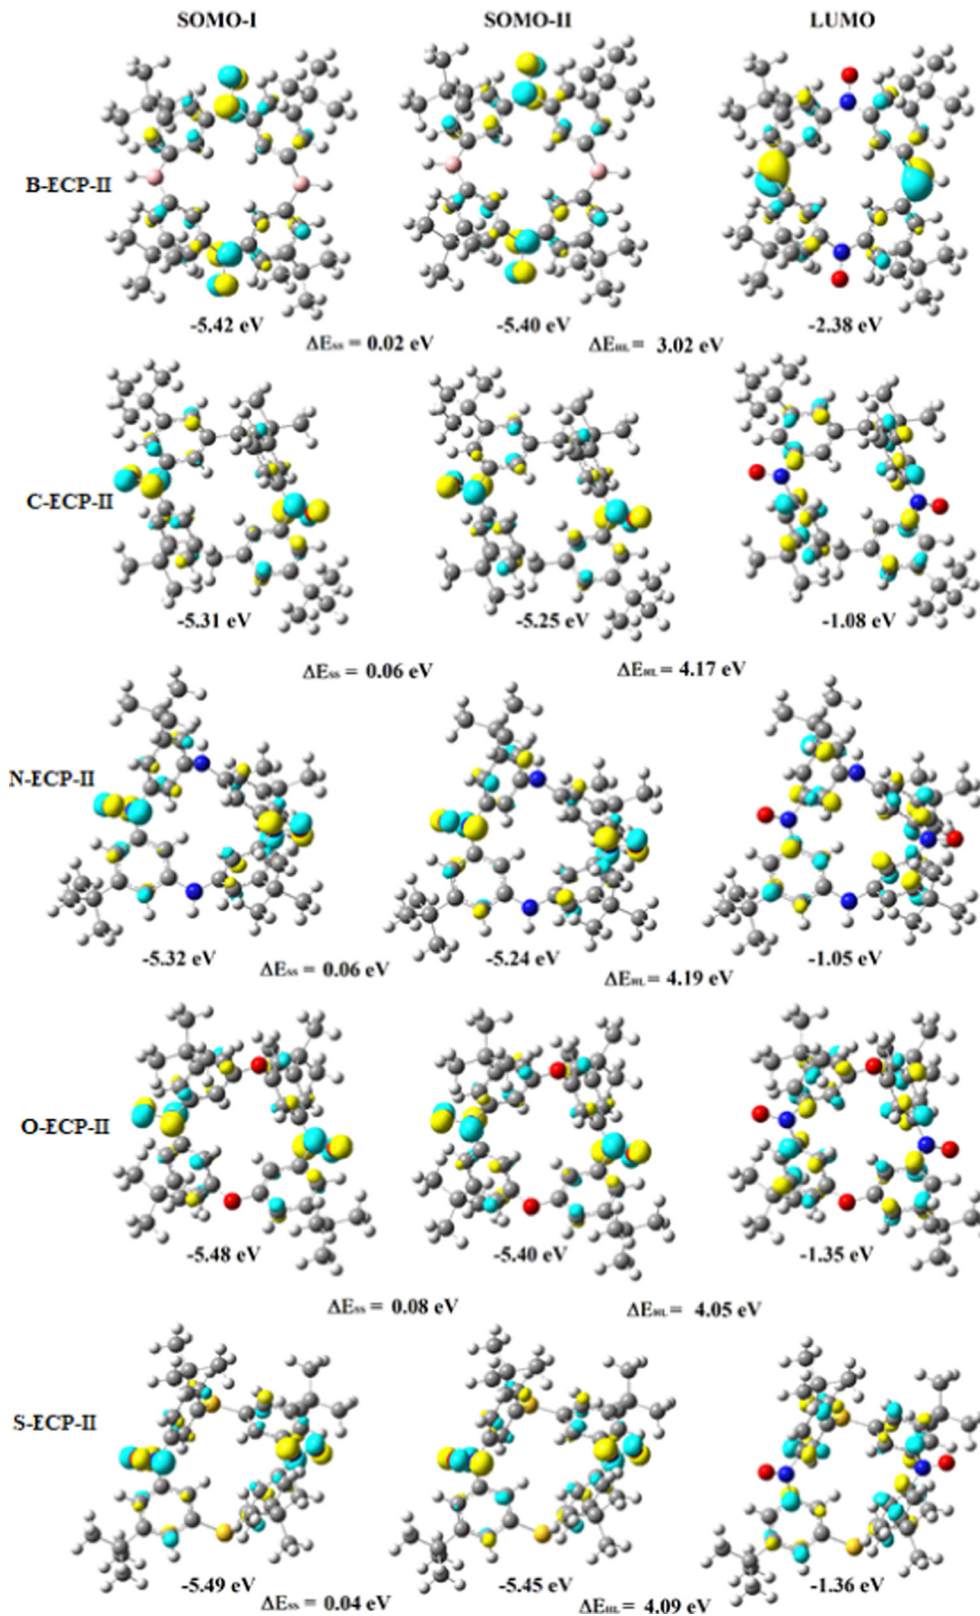 SOMO-I SOMO-II LUMO
B-ECP-II
-5.42 eV -5.40 eV -2.38 eV
ΔEss = 0.02 eV ΔEHL = 3.02 eV
C-ECP-II
-5.31 eV -5.25 eV -1.08 eV
ΔEss = 0.06 eV ΔEHL = 4.17 eV
N-ECP-II
-5.32 eV -5.24 eV -1.05 eV
ΔEss = 0.06 eV ΔEHL = 4.19 eV
O-ECP-II
-5.48 eV -5.40 eV -1.35 eV
ΔEss = 0.08 eV ΔEHL = 4.05 eV
S-ECP-II
-5.49 eV -5.45 eV -1.36 eV
ΔEss = 0.04 eV ΔEHL = 4.09 eV